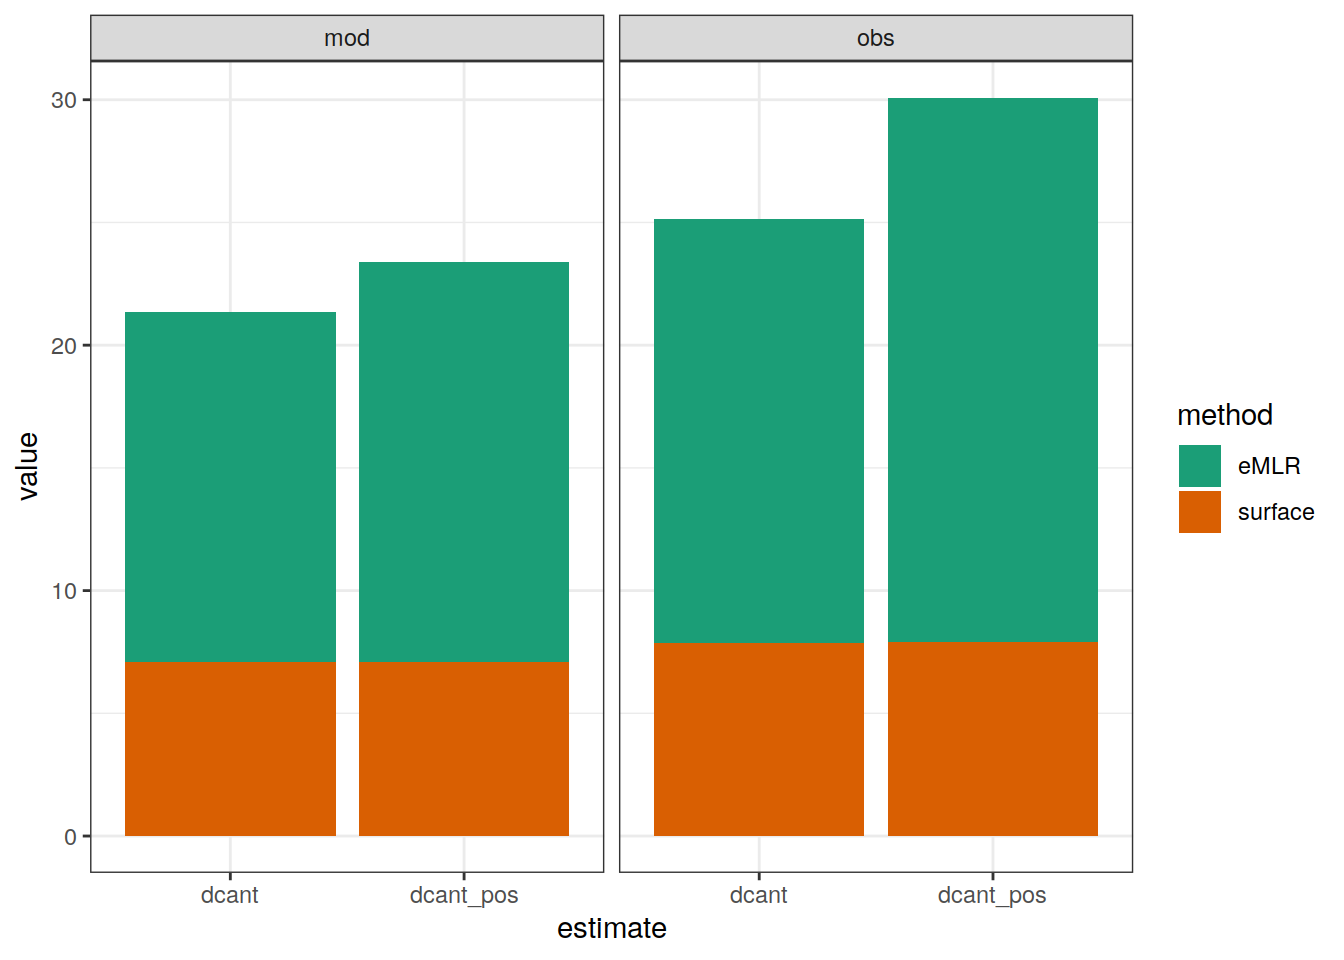 mod
obs
30
20
10
0
value
dcant
dcant_pos
dcant
dcant_pos
estimate
method
eMLR
surface